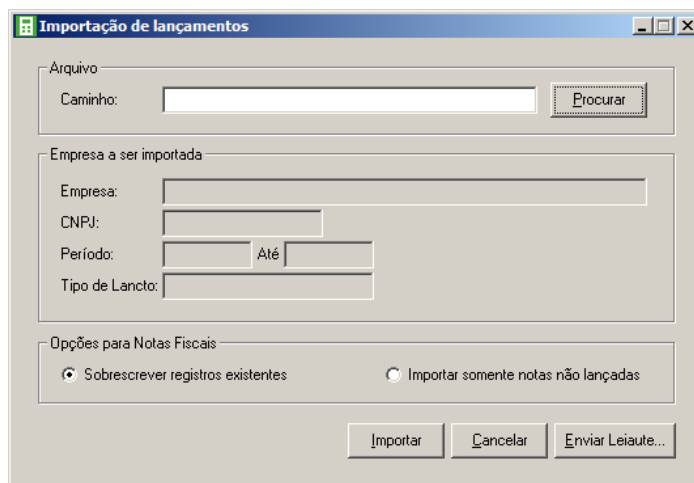 Importação de lançamentos
Arquivo
Caminho:
Procurar
Empresa a ser importada
Empresa:
CNPJ:
Período:
Até
Tipo de Lancto:
Opções para Notas Fiscais
Sobrescrever registros existentes
Importar somente notas não lançadas
Importar
Cancelar
Enviar Leiaute...